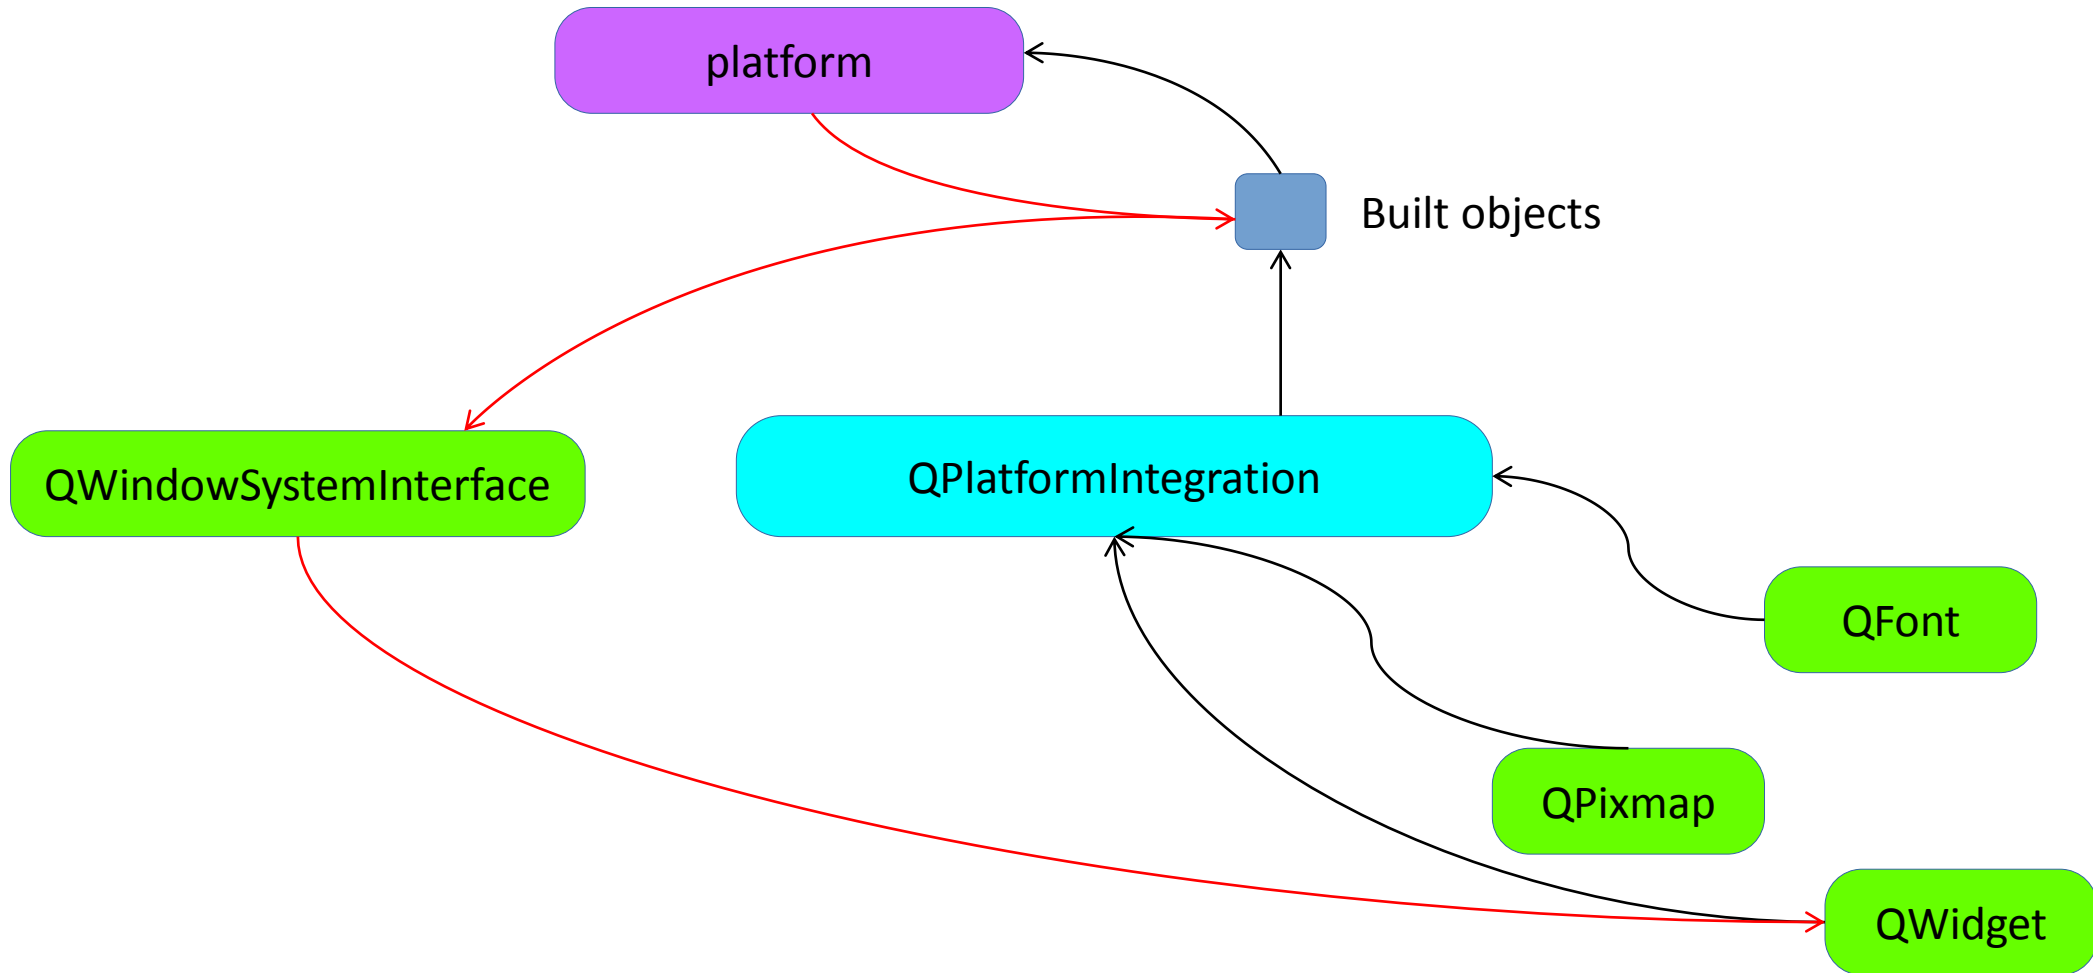 platform
Built objects
QWindowSystemInterface
QPlatformIntegration
QFont
QPixmap
QWidget